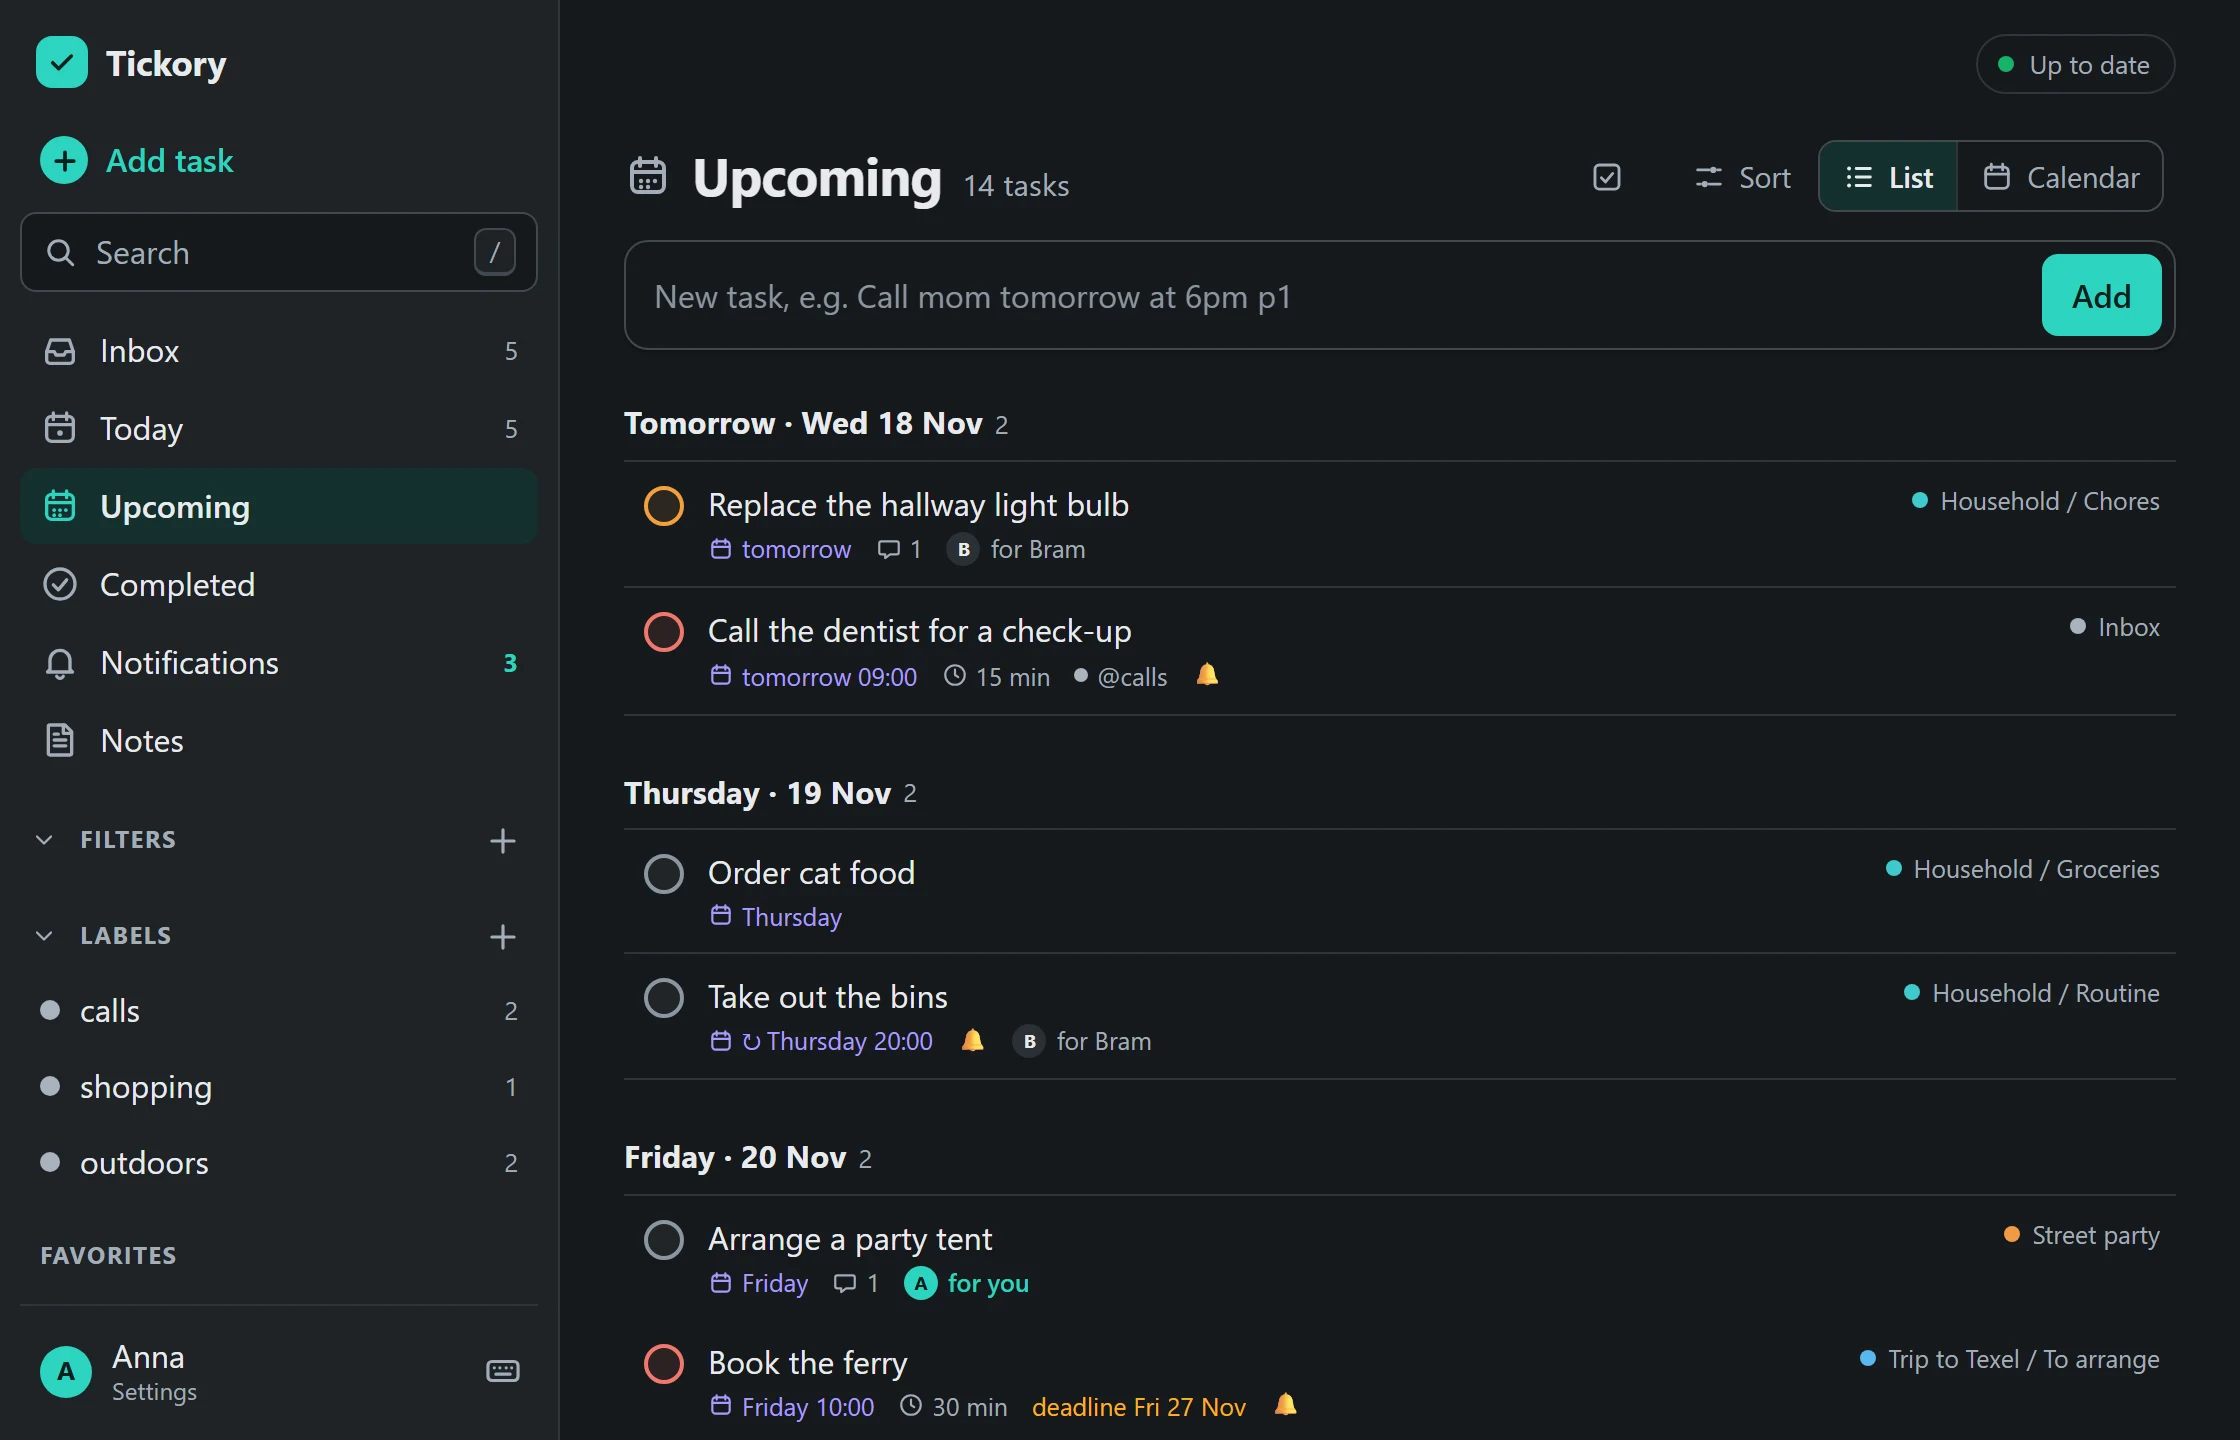 Tickory
Add task
Search /
Inbox 5
Today 5
Upcoming
Completed
Notifications 3
Notes
FILTERS
LABELS
calls 2
shopping 1
outdoors 2
FAVORITES
A Anna
Settings
Up to date
Upcoming 14 tasks
Sort
List
Calendar
New task, e.g. Call mom tomorrow at 6pm p1
Add
Tomorrow · Wed 18 Nov 2
Replace the hallway light bulb
Household / Chores
tomorrow 1 B for Bram
Call the dentist for a check-up
Inbox
tomorrow 09:00 15 min @calls
Thursday · 19 Nov 2
Order cat food
Household / Groceries
Thursday
Take out the bins
Household / Routine
Thursday 20:00 B for Bram
Friday · 20 Nov 2
Arrange a party tent
Street party
Friday 1 A for you
Book the ferry
Trip to Texel / To arrange
Friday 10:00 30 min deadline Fri 27 Nov